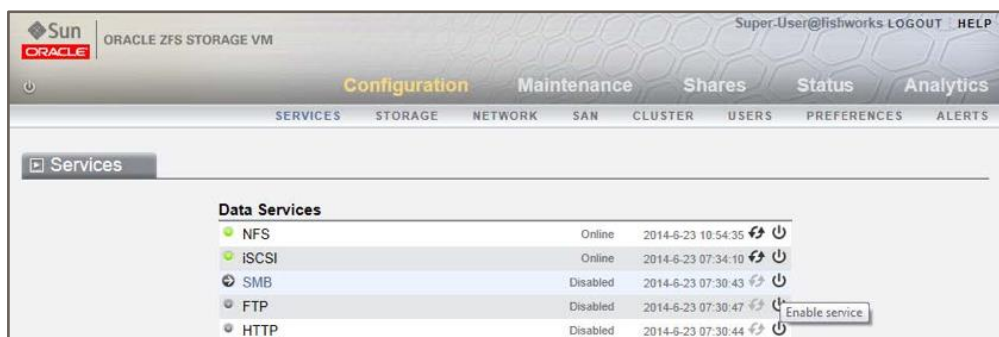 Sun
ORACLE
ORACLE ZFS STORAGE VM
Super-User@fishworks LOGOUT HELP
Configuration Maintenance Shares Status Analytics
SERVICES STORAGE NETWORK SAN CLUSTER USERS PREFERENCES ALERTS
Services
Data Services
NFS Online 2014-6-23 10:54:35
iSCSI Online 2014-6-23 07:34:10
SMB Disabled 2014-6-23 07:30:43
FTP Disabled 2014-6-23 07:30:47
Enable service
HTTP Disabled 2014-6-23 07:30:44